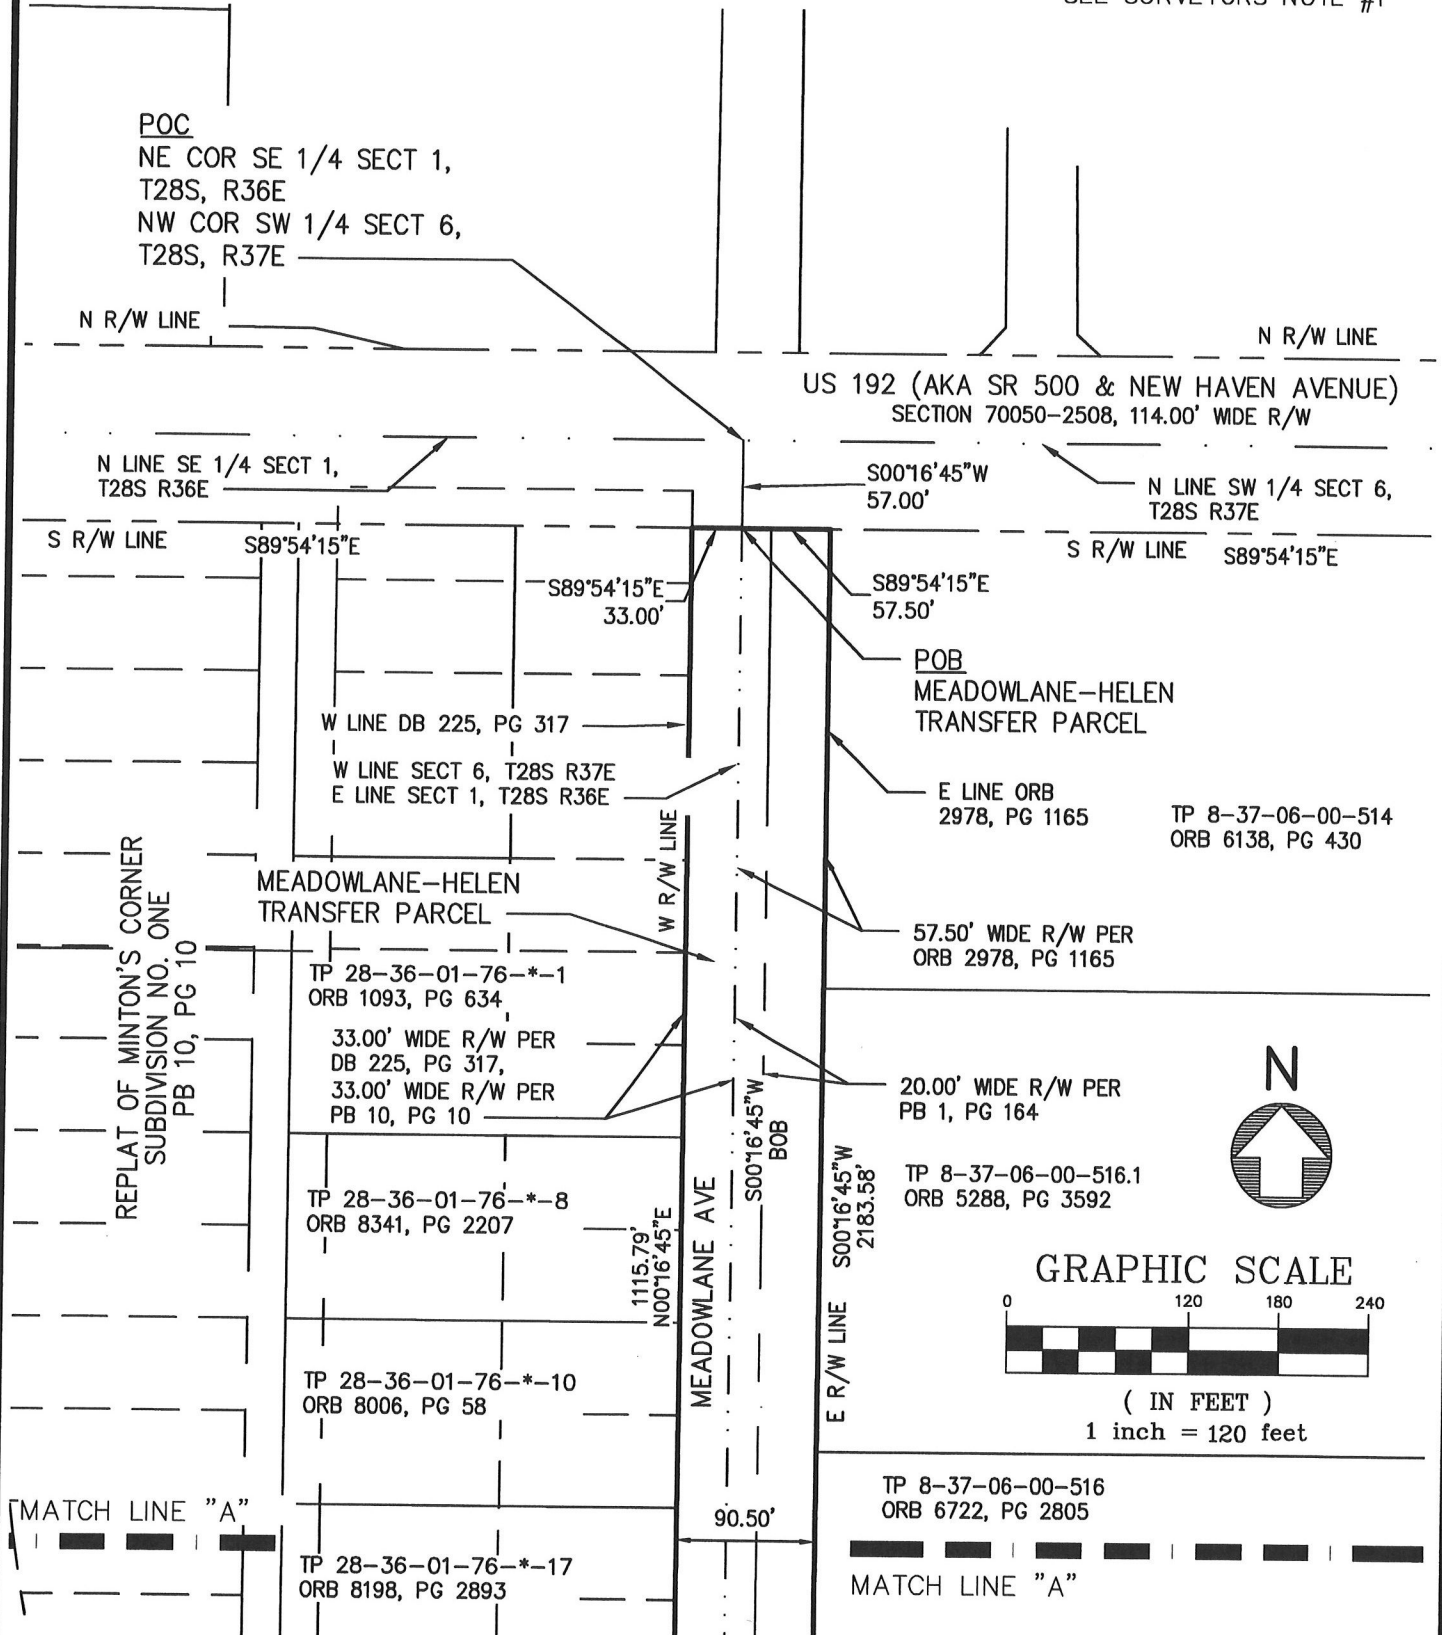 SEE SURVEYORS NOTE #1
POC
NE COR SE 1/4 SECT 1,
T28S, R36E
NW COR SW 1/4 SECT 6,
T28S, R37E
N R/W LINE
N R/W LINE
US 192 (AKA SR 500 & NEW HAVEN AVENUE)
SECTION 70050-2508, 114.00' WIDE R/W
N LINE SE 1/4 SECT 1,
T28S R36E
S00°16'45"W
57.00'
N LINE SW 1/4 SECT 6,
T28S R37E
S R/W LINE
S89°54'15"E
S R/W LINE
S89°54'15"E
S89°54'15"E
33.00'
S89°54'15"E
57.50'
POB
MEADOWLANE-HELEN
TRANSFER PARCEL
W LINE DB 225, PG 317
W LINE SECT 6, T28S R37E
E LINE SECT 1, T28S R36E
E LINE ORB
2978, PG 1165
TP 8-37-06-00-514
ORB 6138, PG 430
W R/W LINE
MEADOWLANE-HELEN
TRANSFER PARCEL
57.50' WIDE R/W PER
ORB 2978, PG 1165
REPLAT OF MINTON'S CORNER
SUBDIVISION NO. ONE
PB 10, PG 10
TP 28-36-01-76-*-1
ORB 1093, PG 634
33.00' WIDE R/W PER
DB 225, PG 317,
33.00' WIDE R/W PER
PB 10, PG 10
20.00' WIDE R/W PER
PB 1, PG 164
N
S00°16'45"W
BOB
TP 28-36-01-76-*-8
ORB 8341, PG 2207
TP 8-37-06-00-516.1
ORB 5288, PG 3592
1115.79'
N00°16'45"E
MEADOWLANE AVE
E R/W LINE
S00°16'45"W
2183.58'
GRAPHIC SCALE
0 120 180 240
( IN FEET )
1 inch = 120 feet
TP 28-36-01-76-*-10
ORB 8006, PG 58
TP 8-37-06-00-516
ORB 6722, PG 2805
MATCH LINE "A"
90.50'
TP 28-36-01-76-*-17
ORB 8198, PG 2893
MATCH LINE "A"